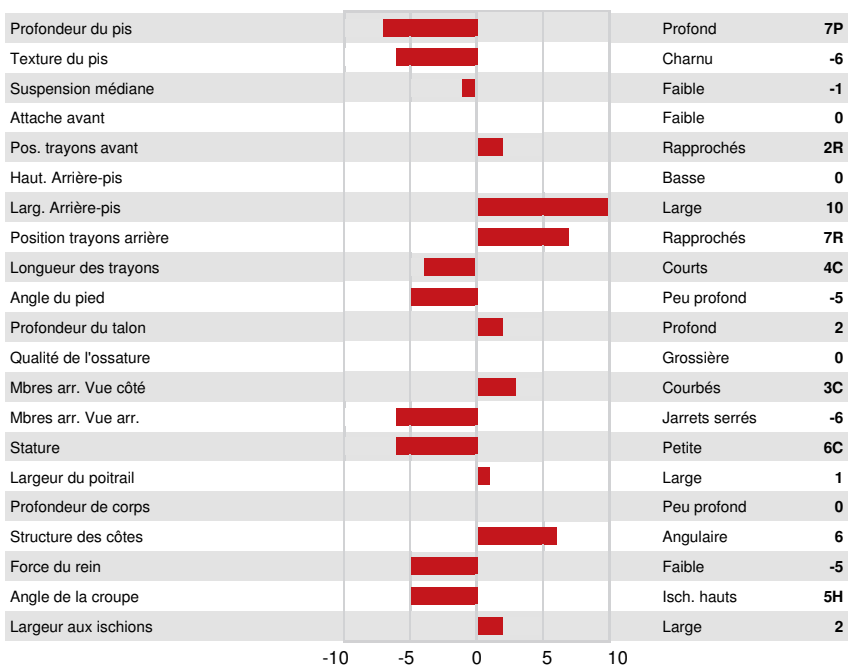 Profondeur du pis Profond 7P
Texture du pis Charnu -6
Suspension médiane Faible -1
Attache avant Faible 0
Pos. trayons avant Rapprochés 2R
Haut. Arrière-pis Basse 0
Larg. Arrière-pis Large 10
Position trayons arrière Rapprochés 7R
Longueur des trayons Courts 4C
Angle du pied Peu profond -5
Profondeur du talon Profond 2
Qualité de l'ossature Grossière 0
Mbres arr. Vue côté Courbés 3C
Mbres arr. Vue arr. Jarrets serrés -6
Stature Petite 6C
Largeur du poitrail Large 1
Profondeur de corps Peu profond 0
Structure des côtes Angulaire 6
Force du rein Faible -5
Angle de la croupe Isch. hauts 5H
Largeur aux ischions Large 2
-10 -5 0 5 10